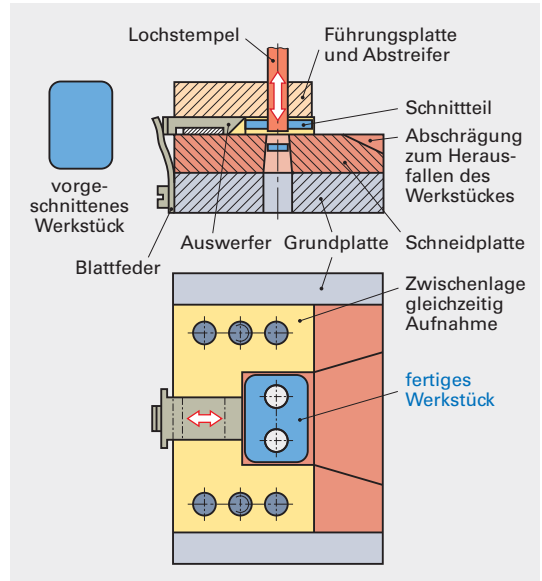 Lochstempel
Führungsplatte
und Abstreifer
Schnittteil
Abschrägung
zum Heraus-
fallen des
Werkstückes
vorge-
schnittenes
Werkstück
Auswerfer
Grundplatte
Schneidplatte
Blattfeder
Zwischenlage
gleichzeitig
Aufnahme
fertiges
Werkstück